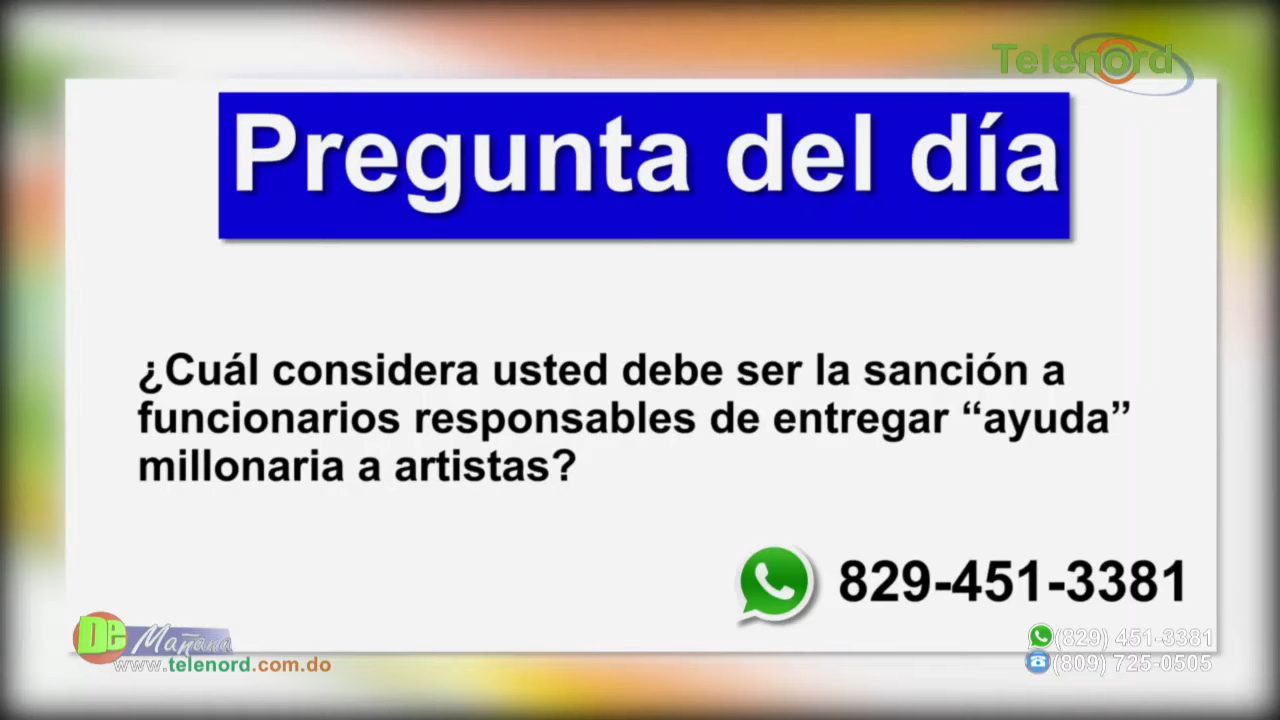 Telenord
Pregunta del día
¿Cuál considera usted debe ser la sanción a
funcionarios responsables de entregar “ayuda”
millonaria a artistas?
829-451-3381
De Mañana
www.telenord.com.do
(829) 451-3381
(809) 725-0505